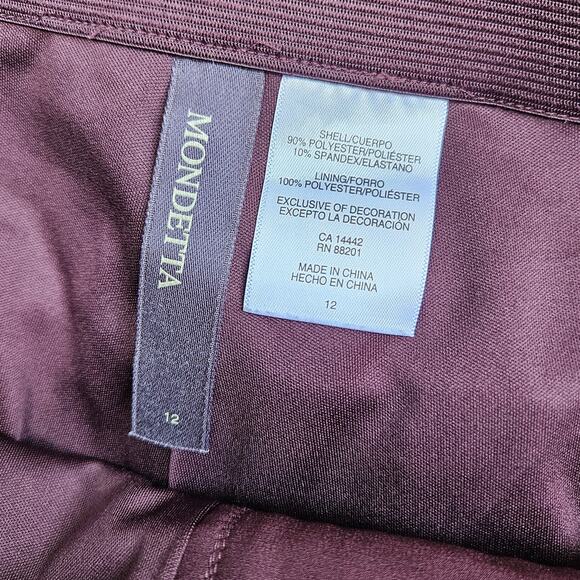 MONDETTA
12
SHELL/CUERPO
90% POLYESTER/POLIÉSTER
10% SPANDEX/ELASTANO
LINING/FORRO
100% POLYESTER/POLIÉSTER
EXCLUSIVE OF DECORATION
EXCEPTO LA DECORACIÓN
CA 14442
RN 88201
MADE IN CHINA
HECHO EN CHINA
12